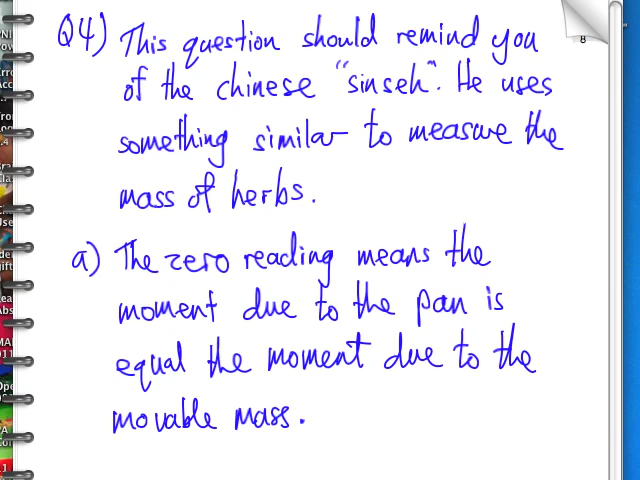 8
Q4) This question should remind you
of the chinese "sinseh". He uses
something similar to measure the
mass of herbs.
a) The zero reading means the
moment due to the pan is
equal the moment due to the
movable mass.